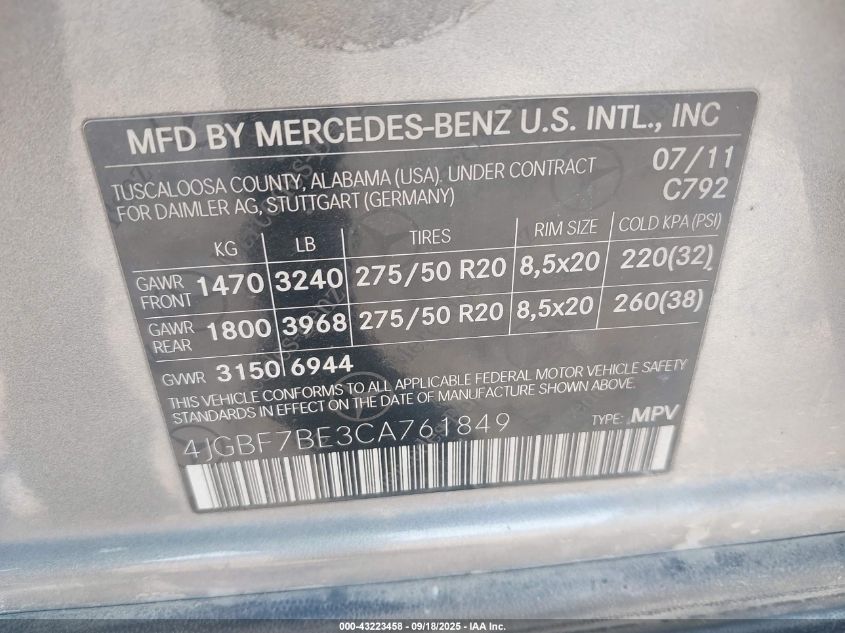 MFD BY MERCEDES-BENZ U.S. INTL., INC
TUSCALOOSA COUNTY, ALABAMA (USA). UNDER CONTRACT
FOR DAIMLER AG, STUTTGART (GERMANY)
07/11
C792
KG LB TIRES RIM SIZE COLD KPA (PSI)
GAWR FRONT 1470 3240 275/50 R20 8,5x20 220(32)
GAWR REAR 1800 3968 275/50 R20 8,5x20 260(38)
GVWR 3150 6944
THIS VEHICLE CONFORMS TO ALL APPLICABLE FEDERAL MOTOR VEHICLE SAFETY
STANDARDS IN EFFECT ON THE DATE OF MANUFACTURE SHOWN ABOVE.
4JGBF7BE3CA761849 TYPE: MPV
000-43223458 - 09/18/2025 - IAA Inc.